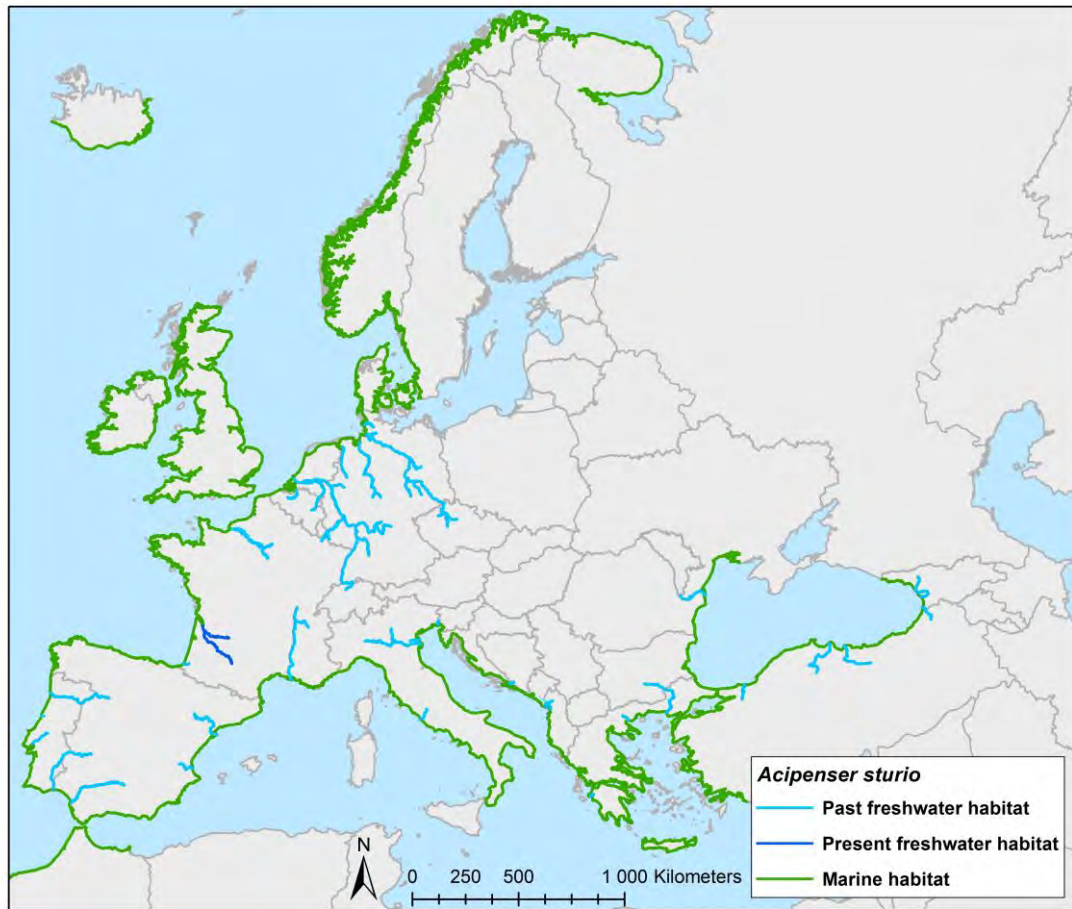 Acipenser sturio
Past freshwater habitat
Present freshwater habitat
Marine habitat
N
0 250 500 1 000 Kilometers